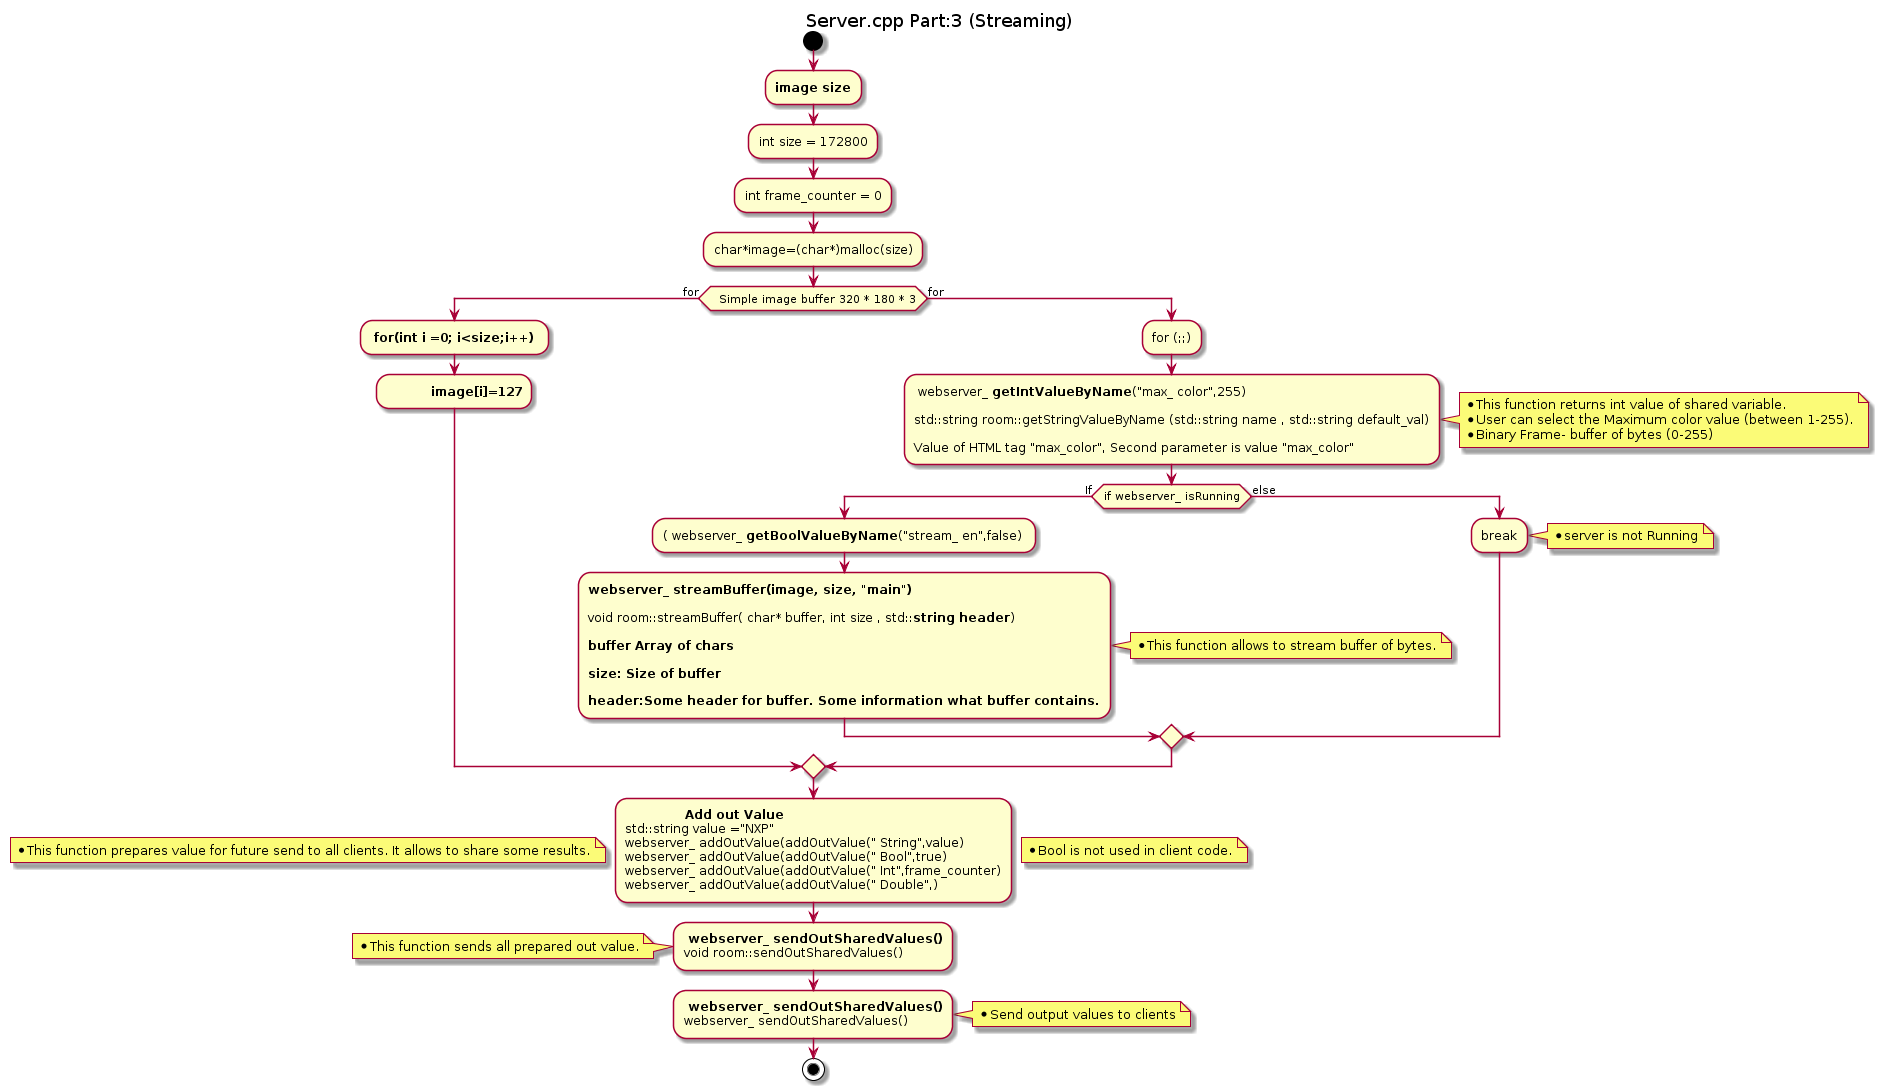 Server.cpp Part:3 (Streaming)
image size
int size = 172800
int frame_counter = 0
char*image=(char*)malloc(size)
for
Simple image buffer 320 * 180 * 3
for
for(int i =0; i<size;i++)
image[i]=127
for (;;)
webserver_ getIntValueByName("max_ color",255)
std::string room::getStringValueByName (std::string name , std::string default_val)
Value of HTML tag "max_color", Second parameter is value "max_color"
•This function returns int value of shared variable.
•User can select the Maximum color value (between 1-255).
•Binary Frame- buffer of bytes (0-255)
If
if webserver_ isRunning
else
( webserver_ getBoolValueByName("stream_ en",false)
break
•server is not Running
webserver_ streamBuffer(image, size, "main")
void room::streamBuffer( char* buffer, int size , std::string header)
buffer Array of chars
size: Size of buffer
header:Some header for buffer. Some information what buffer contains.
•This function allows to stream buffer of bytes.
•This function prepares value for future send to all clients. It allows to share some results.
Add out Value
std::string value ="NXP"
webserver_ addOutValue(addOutValue(" String",value)
webserver_ addOutValue(addOutValue(" Bool",true)
webserver_ addOutValue(addOutValue(" Int",frame_counter)
webserver_ addOutValue(addOutValue(" Double",)
•Bool is not used in client code.
•This function sends all prepared out value.
webserver_ sendOutSharedValues()
void room::sendOutSharedValues()
webserver_ sendOutSharedValues()
webserver_ sendOutSharedValues()
•Send output values to clients